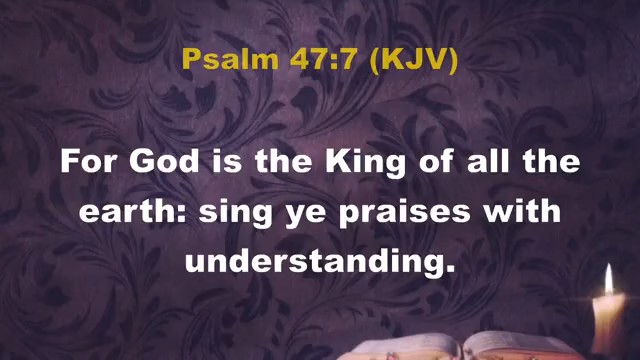 Psalm 47:7 (KJV)
For God is the King of all the
earth: sing ye praises with
understanding.